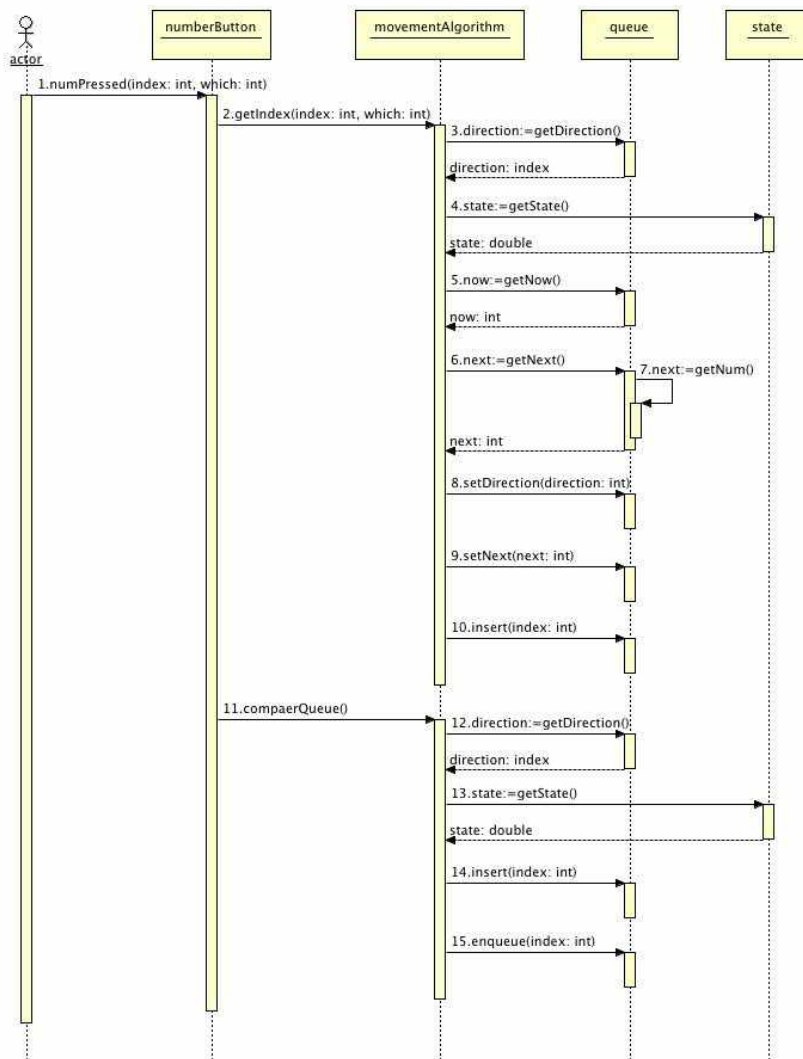 numberButton
movementAlgorithm
queue
state
actor
1.numPressed(index: int, which: int)
2.getIndex(index: int, which: int)
3.direction:=getDirection()
direction: index
4.state:=getState()
state: double
5.now:=getNow()
now: int
6.next:=getNext()
7.next:=getNum()
next: int
8.setDirection(direction: int)
9.setNext(next: int)
10.insert(index: int)
11.compaerQueue()
12.direction:=getDirection()
direction: index
13.state:=getState()
state: double
14.insert(index: int)
15.enqueue(index: int)